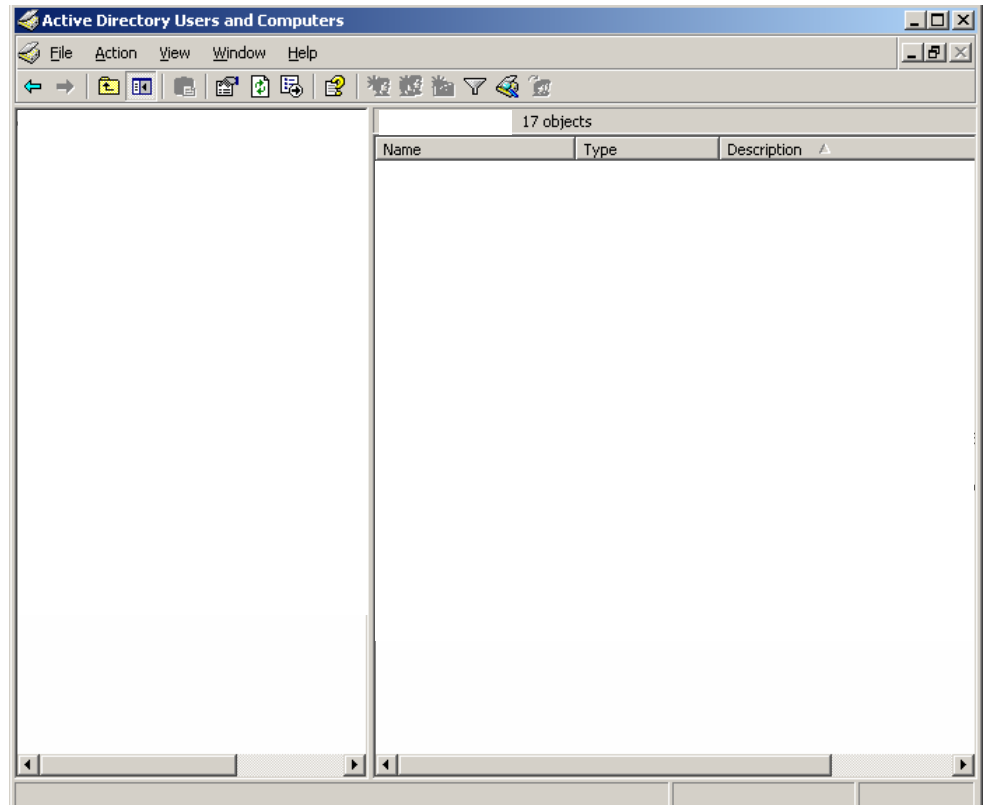 Active Directory Users and Computers
File Action View Window Help
17 objects
Name Type Description